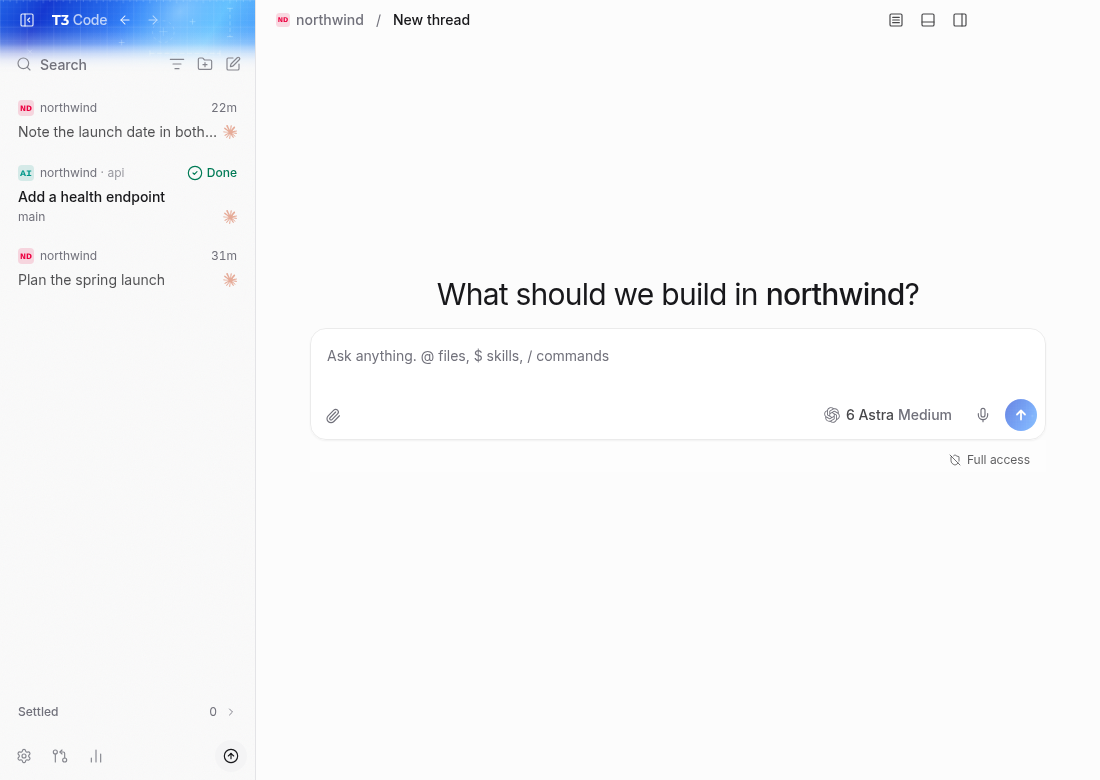 T3 Code
Search
ND northwind 22m
Note the launch date in both...
AI northwind · api Done
Add a health endpoint
main
ND northwind 31m
Plan the spring launch
Settled 0
ND northwind / New thread
What should we build in northwind?
Ask anything. @ files, $ skills, / commands
6 Astra Medium
Full access